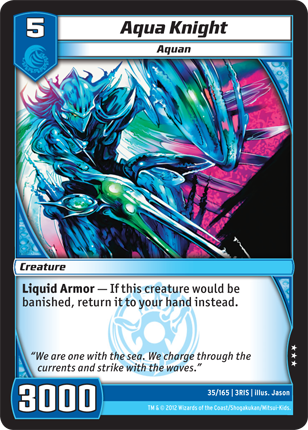 5
Aqua Knight
Aquan
Creature
Liquid Armor — If this creature would be
banished, return it to your hand instead.
“We are one with the sea. We charge through the
currents and strike with the waves.”
3000
35/165 | 3RIS | illus. Jason
TM & © 2012 Wizards of the Coast/Shogakukan/Mitsui-Kids.